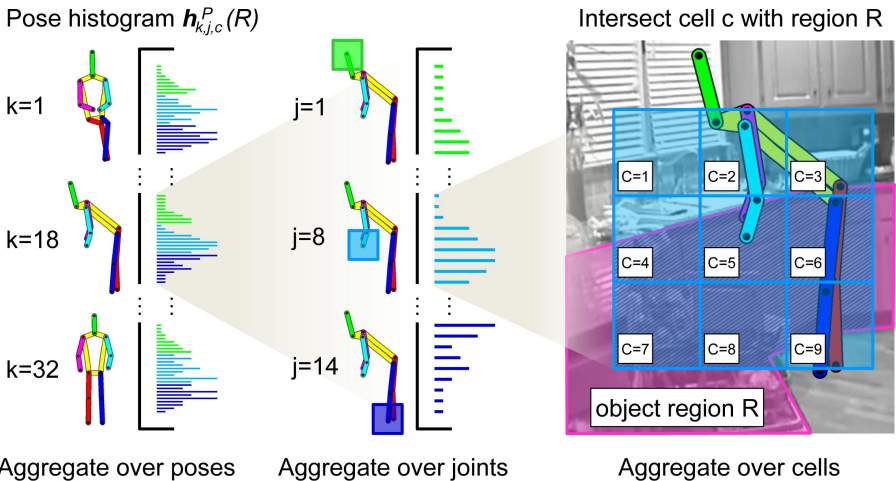 Pose histogram h^P_{k,j,c}(R)
Intersect cell c with region R
k=1
j=1
C=1
C=2
C=3
k=18
j=8
C=4
C=5
C=6
k=32
j=14
C=7
C=8
C=9
object region R
Aggregate over poses
Aggregate over joints
Aggregate over cells